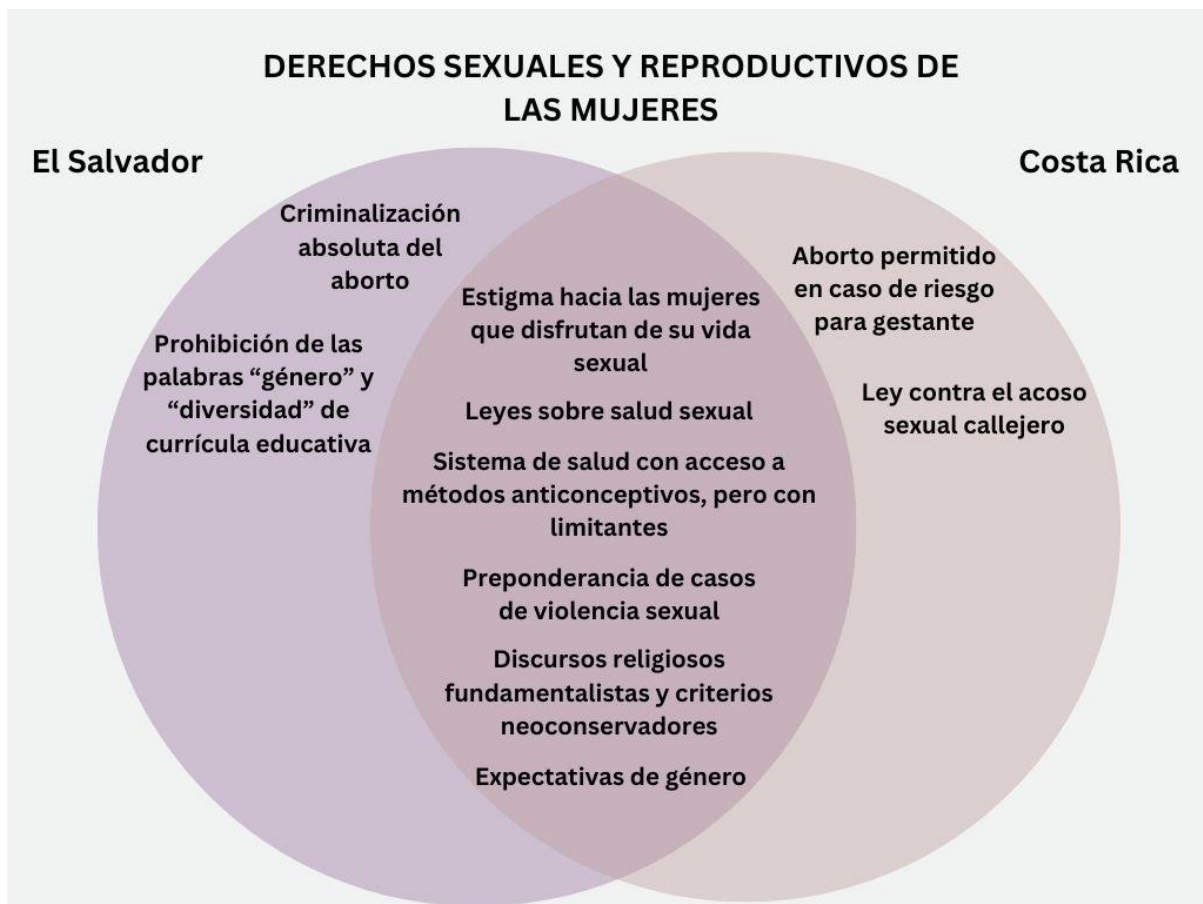 DERECHOS SEXUALES Y REPRODUCTIVOS DE
LAS MUJERES
El Salvador
Costa Rica
Criminalización
absoluta del
aborto
Prohibición de las
palabras “género” y
“diversidad” de
currícula educativa
Estigma hacia las mujeres
que disfrutan de su vida
sexual
Leyes sobre salud sexual
Sistema de salud con acceso a
métodos anticonceptivos, pero con
limitantes
Preponderancia de casos
de violencia sexual
Discursos religiosos
fundamentalistas y criterios
neoconservadores
Expectativas de género
Aborto permitido
en caso de riesgo
para gestante
Ley contra el acoso
sexual callejero